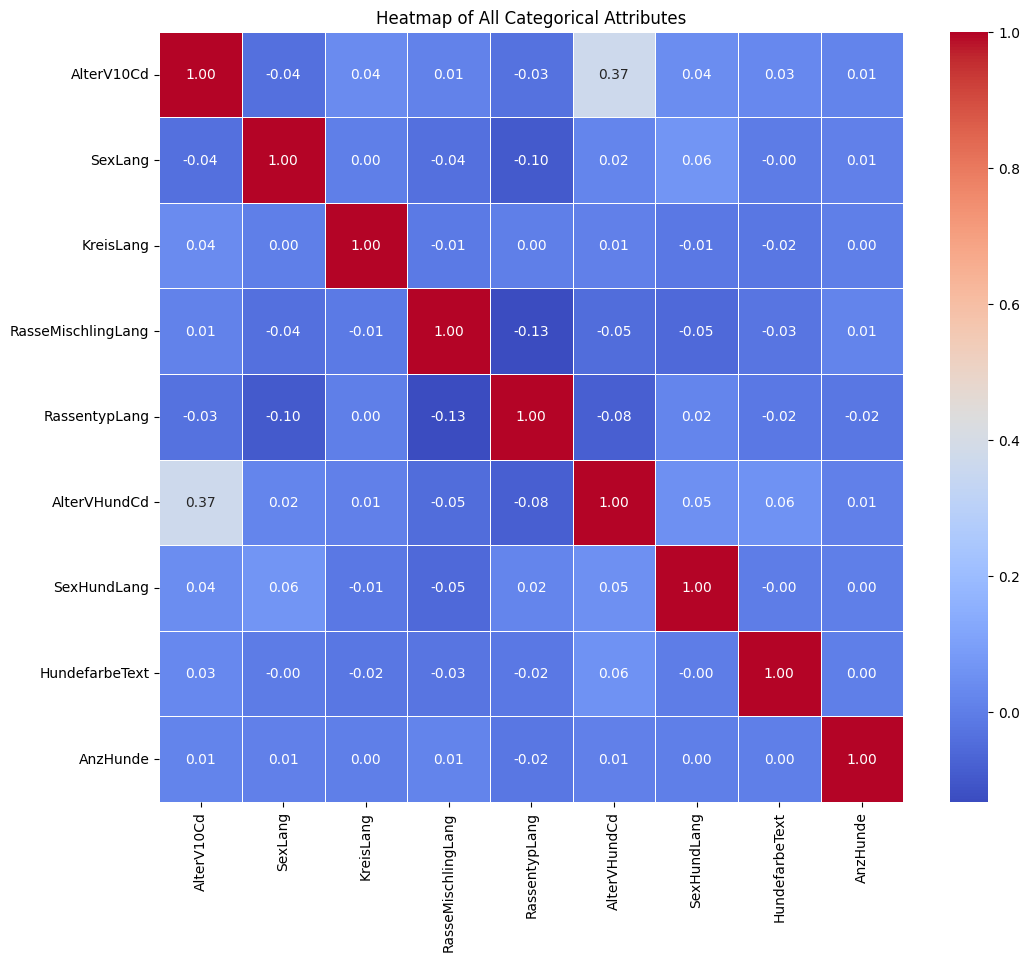 Heatmap of All Categorical Attributes
AlterV10Cd 1.00 -0.04 0.04 0.01 -0.03 0.37 0.04 0.03 0.01
SexLang -0.04 1.00 0.00 -0.04 -0.10 0.02 0.06 -0.00 0.01
KreisLang 0.04 0.00 1.00 -0.01 0.00 0.01 -0.01 -0.02 0.00
RasseMischlingLang 0.01 -0.04 -0.01 1.00 -0.13 -0.05 -0.05 -0.03 0.01
RassentypLang -0.03 -0.10 0.00 -0.13 1.00 -0.08 0.02 -0.02 -0.02
AlterVHundCd 0.37 0.02 0.01 -0.05 -0.08 1.00 0.05 0.06 0.01
SexHundLang 0.04 0.06 -0.01 -0.05 0.02 0.05 1.00 -0.00 0.00
HundefarbeText 0.03 -0.00 -0.02 -0.03 -0.02 0.06 -0.00 1.00 0.00
AnzHunde 0.01 0.01 0.00 0.01 -0.02 0.01 0.00 0.00 1.00
AlterV10Cd
SexLang
KreisLang
RasseMischlingLang
RassentypLang
AlterVHundCd
SexHundLang
HundefarbeText
AnzHunde
1.0
0.8
0.6
0.4
0.2
0.0